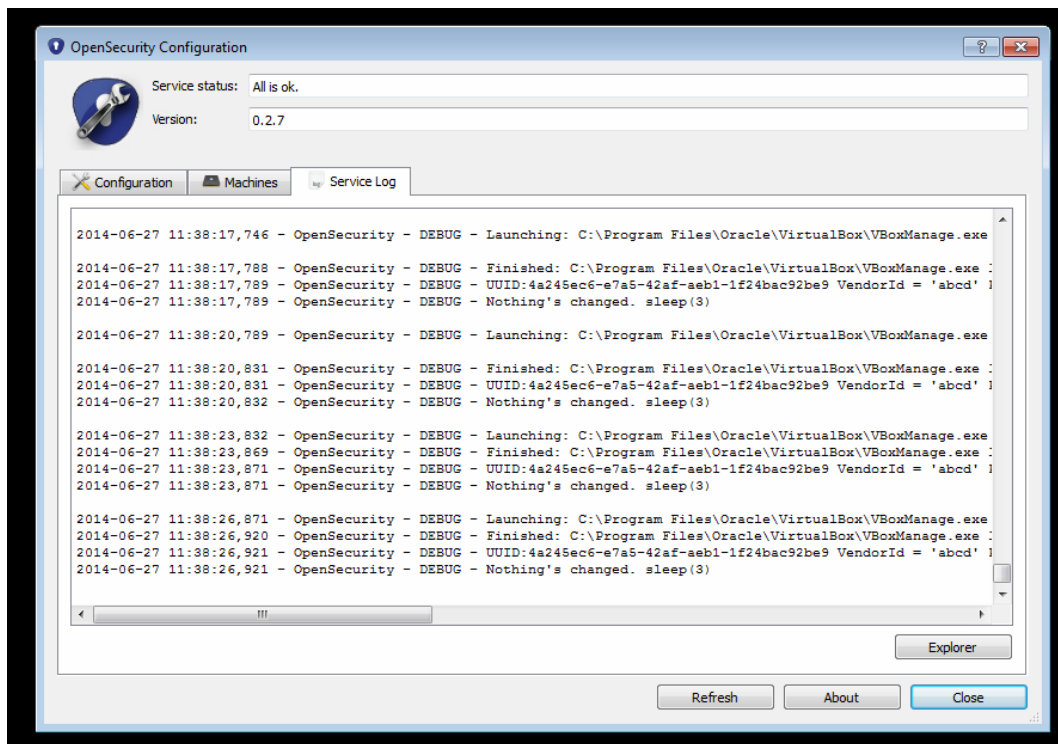 OpenSecurity Configuration
Service status: All is ok.
Version: 0.2.7
Configuration Machines Service Log
2014-06-27 11:38:17,746 - OpenSecurity - DEBUG - Launching: C:\Program Files\Oracle\VirtualBox\VBoxManage.exe
2014-06-27 11:38:17,788 - OpenSecurity - DEBUG - Finished: C:\Program Files\Oracle\VirtualBox\VBoxManage.exe
2014-06-27 11:38:17,789 - OpenSecurity - DEBUG - UUID:4a245ec6-e7a5-42af-aeb1-1f24bac92be9 VendorId = 'abcd'
2014-06-27 11:38:17,789 - OpenSecurity - DEBUG - Nothing's changed. sleep(3)
2014-06-27 11:38:20,789 - OpenSecurity - DEBUG - Launching: C:\Program Files\Oracle\VirtualBox\VBoxManage.exe
2014-06-27 11:38:20,831 - OpenSecurity - DEBUG - Finished: C:\Program Files\Oracle\VirtualBox\VBoxManage.exe
2014-06-27 11:38:20,831 - OpenSecurity - DEBUG - UUID:4a245ec6-e7a5-42af-aeb1-1f24bac92be9 VendorId = 'abcd'
2014-06-27 11:38:20,832 - OpenSecurity - DEBUG - Nothing's changed. sleep(3)
2014-06-27 11:38:23,832 - OpenSecurity - DEBUG - Launching: C:\Program Files\Oracle\VirtualBox\VBoxManage.exe
2014-06-27 11:38:23,869 - OpenSecurity - DEBUG - Finished: C:\Program Files\Oracle\VirtualBox\VBoxManage.exe
2014-06-27 11:38:23,871 - OpenSecurity - DEBUG - UUID:4a245ec6-e7a5-42af-aeb1-1f24bac92be9 VendorId = 'abcd'
2014-06-27 11:38:23,871 - OpenSecurity - DEBUG - Nothing's changed. sleep(3)
2014-06-27 11:38:26,871 - OpenSecurity - DEBUG - Launching: C:\Program Files\Oracle\VirtualBox\VBoxManage.exe
2014-06-27 11:38:26,920 - OpenSecurity - DEBUG - Finished: C:\Program Files\Oracle\VirtualBox\VBoxManage.exe
2014-06-27 11:38:26,921 - OpenSecurity - DEBUG - UUID:4a245ec6-e7a5-42af-aeb1-1f24bac92be9 VendorId = 'abcd'
2014-06-27 11:38:26,921 - OpenSecurity - DEBUG - Nothing's changed. sleep(3)
Explorer
Refresh About Close